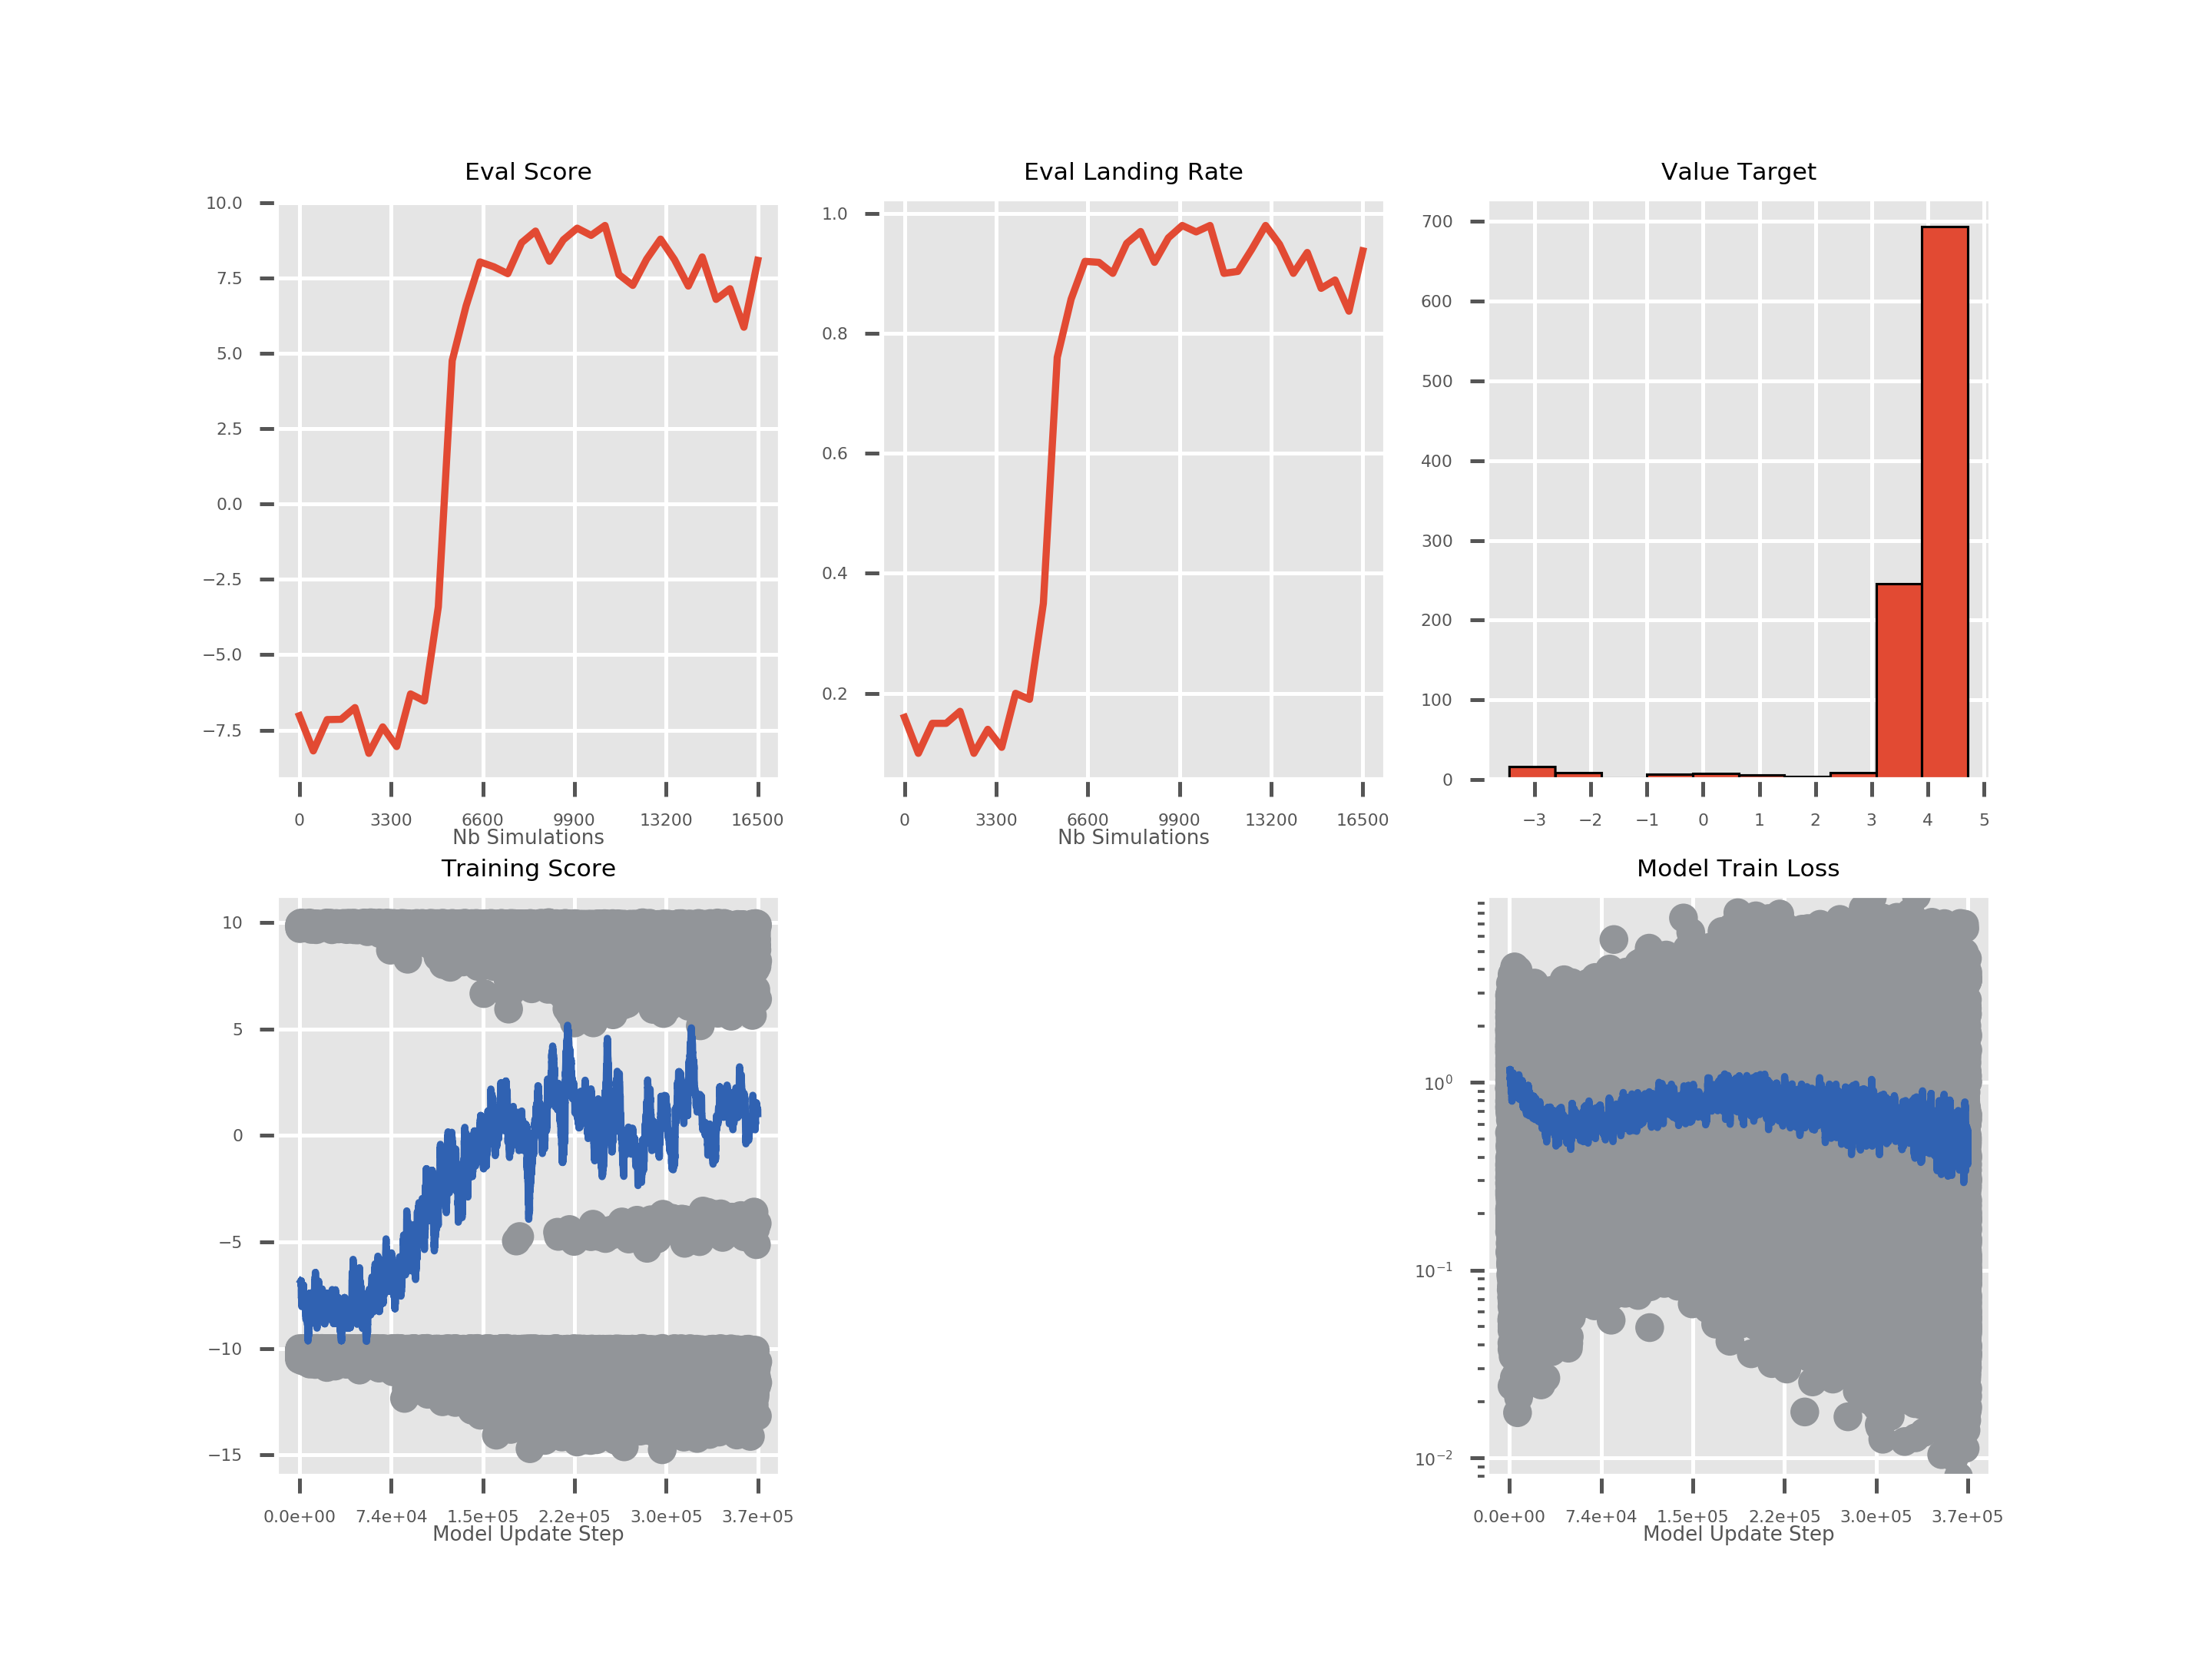 Eval Score
10.0
7.5
5.0
2.5
0.0
−2.5
−5.0
−7.5
0 3300 6600 9900 13200 16500
Nb Simulations
Eval Landing Rate
1.0
0.8
0.6
0.4
0.2
0 3300 6600 9900 13200 16500
Nb Simulations
Value Target
700
600
500
400
300
200
100
0
−3 −2 −1 0 1 2 3 4 5
Training Score
10
5
0
−5
−10
−15
0.0e+00 7.4e+04 1.5e+05 2.2e+05 3.0e+05 3.7e+05
Model Update Step
Model Train Loss
10⁰
10⁻¹
10⁻²
0.0e+00 7.4e+04 1.5e+05 2.2e+05 3.0e+05 3.7e+05
Model Update Step